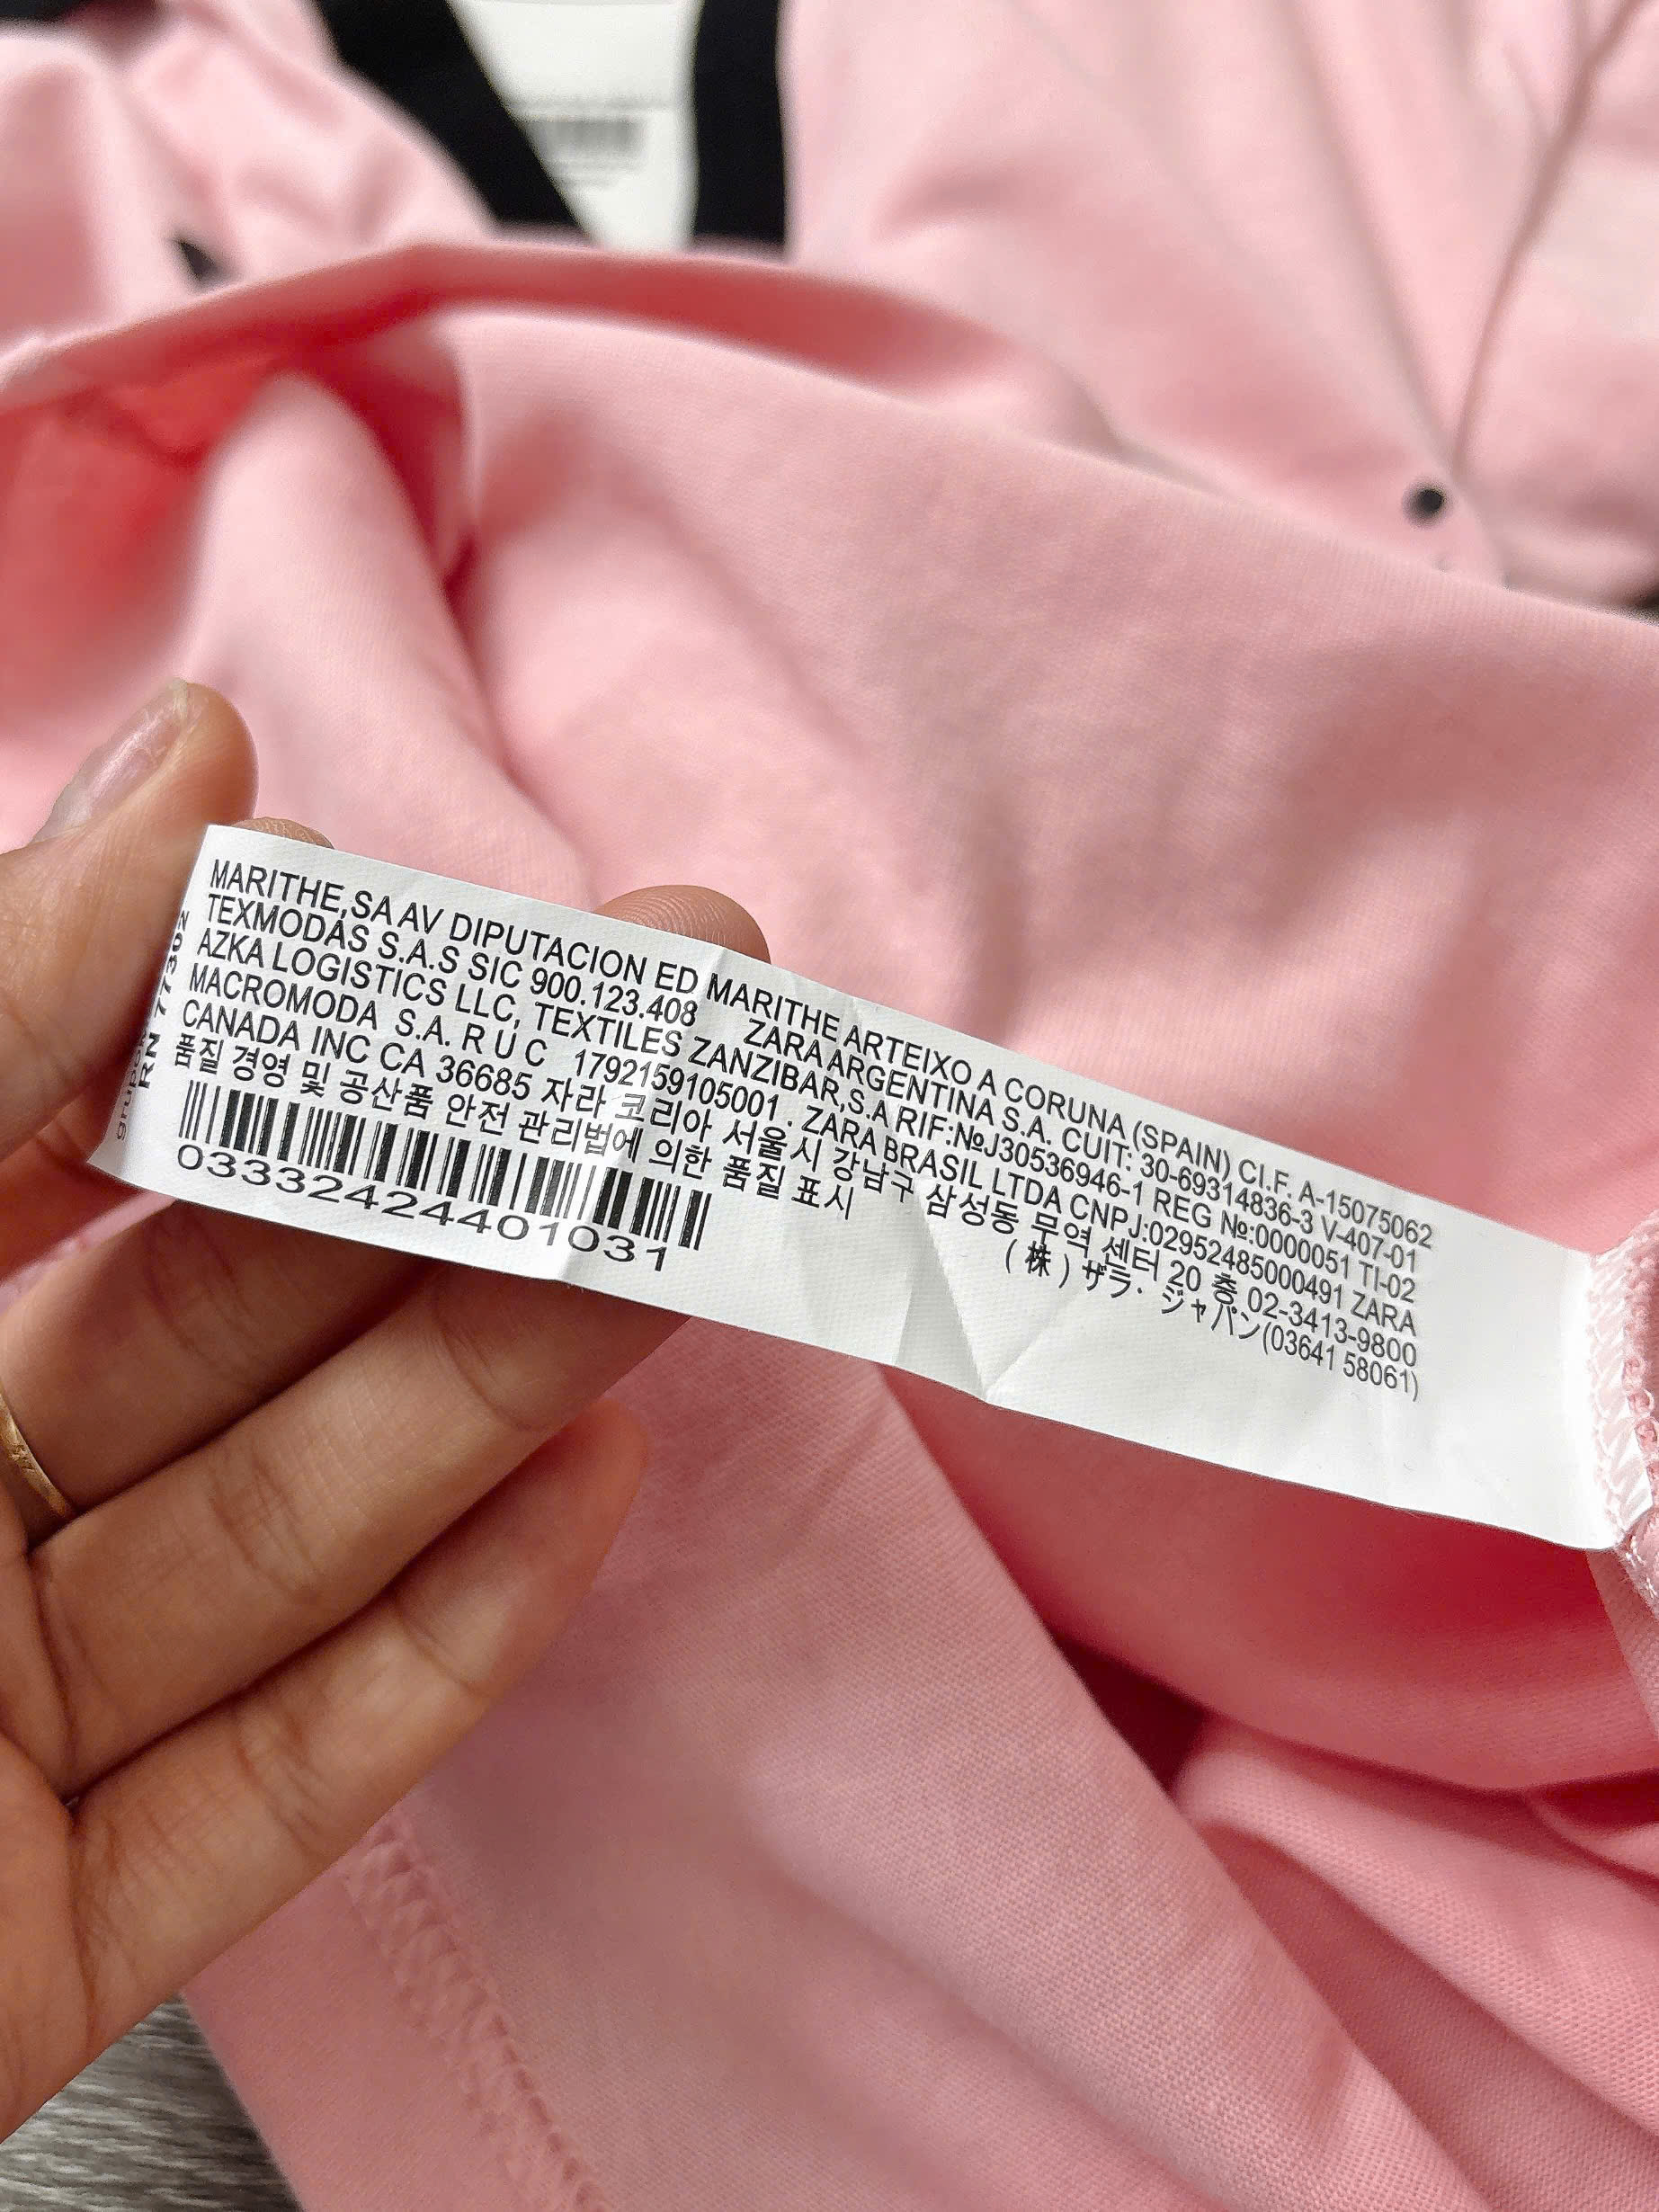 MARITHE,SA AV DIPUTACION ED MARITHE ARTEIXO A CORUNA (SPAIN) CI.F. A-15075062
TEXMODAS S.A.S SIC 900.123.408 ZARA ARGENTINA S.A. CUIT: 30-69314836-3 V-407-01
AZKA LOGISTICS LLC, TEXTILES ZANZIBAR,S.A RIF:№J30536946-1 REG №:0000051 TI-02
MACROMODA S.A. R U C 1792159105001 . ZARA BRASIL LTDA CNPJ:02952485000491 ZARA
CANADA INC CA 36685 자라 코리아 서울시 강남구 삼성동 무역 센터 20 층 02-3413-9800
품질 경영 및 공산품 안전 관리법에 의한 품질 표시 (株) ザラ・ジャパン(03641 58061)
03332424401031
RN 77302